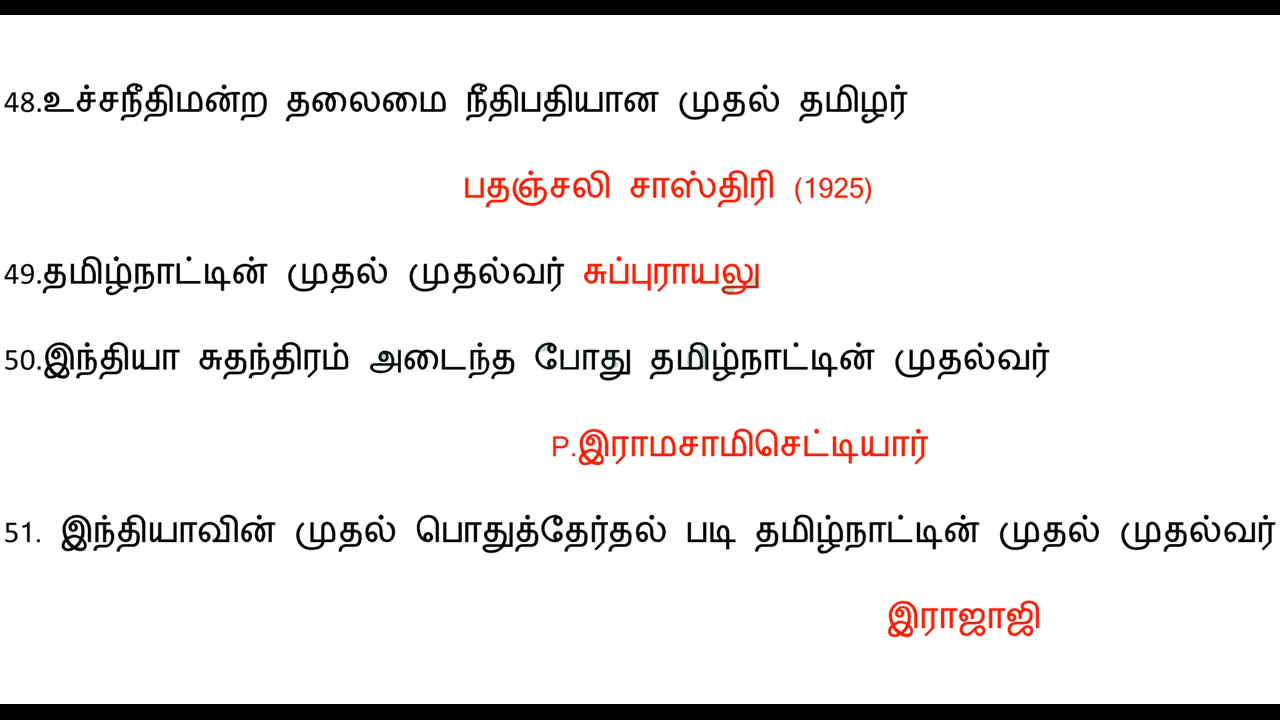 48.உச்சநீதிமன்ற தலைமை நீதிபதியான முதல் தமிழர்
பதஞ்சலி சாஸ்திரி (1925)
49.தமிழ்நாட்டின் முதல் முதல்வர் சுப்புராயலு
50.இந்தியா சுதந்திரம் அடைந்த போது தமிழ்நாட்டின் முதல்வர்
P.இராமசாமிசெட்டியார்
51. இந்தியாவின் முதல் பொதுத்தேர்தல் படி தமிழ்நாட்டின் முதல் முதல்வர்
இராஜாஜி